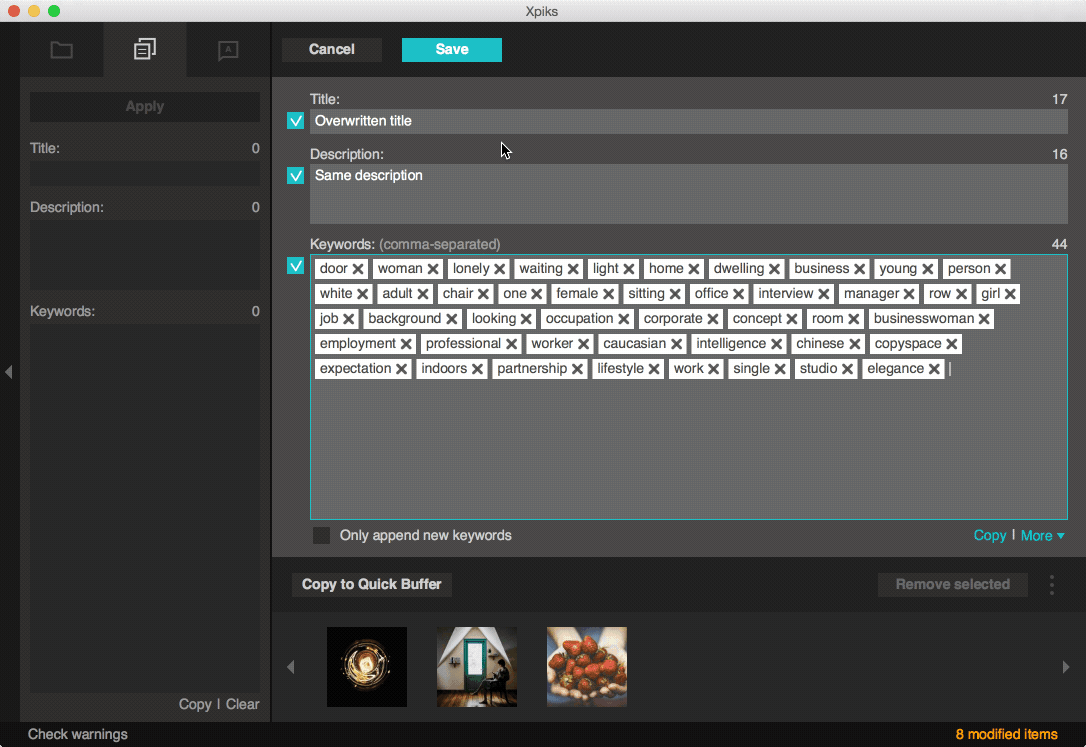 Xpiks
Cancel
Save
A
Apply
Title: 0
Description: 0
Keywords: 0
Copy | Clear
Title: 17
Overwritten title
Description: 16
Same description
Keywords: (comma-separated) 44
door woman lonely waiting light home dwelling business young person
white adult chair one female sitting office interview manager row girl
job background looking occupation corporate concept room businesswoman
employment professional worker caucasian intelligence chinese copyspace
expectation indoors partnership lifestyle work single studio elegance
Only append new keywords
Copy | More
Copy to Quick Buffer
Remove selected
Check warnings
8 modified items